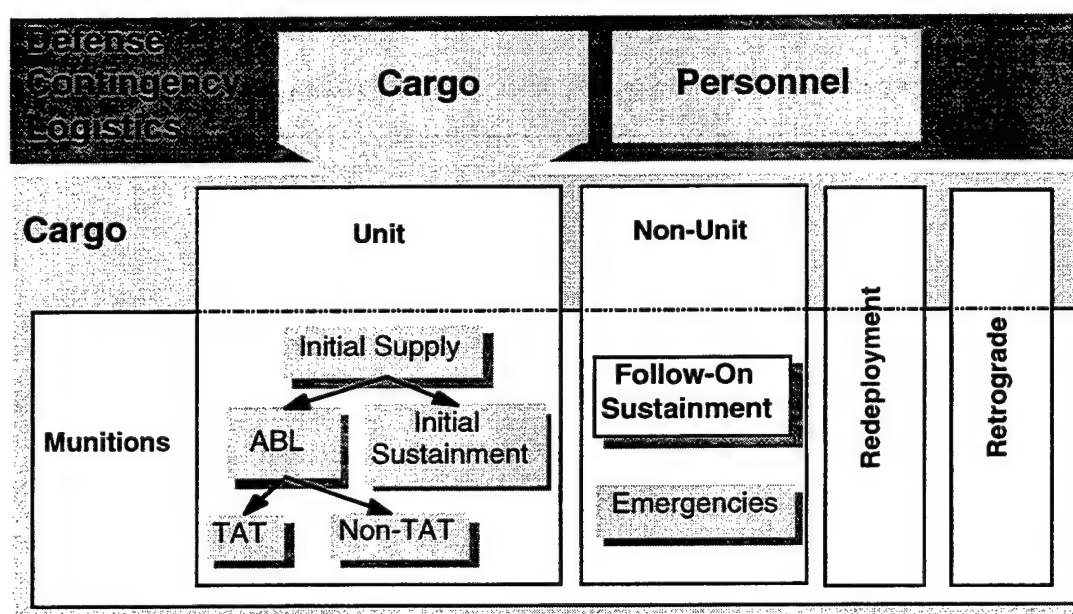 Defense
Contingency
Logistics
Cargo
Personnel
Cargo
Unit
Non-Unit
Redeployment
Retrograde
Munitions
Initial Supply
ABL
Initial
Sustainment
TAT
Non-TAT
Follow-On
Sustainment
Emergencies